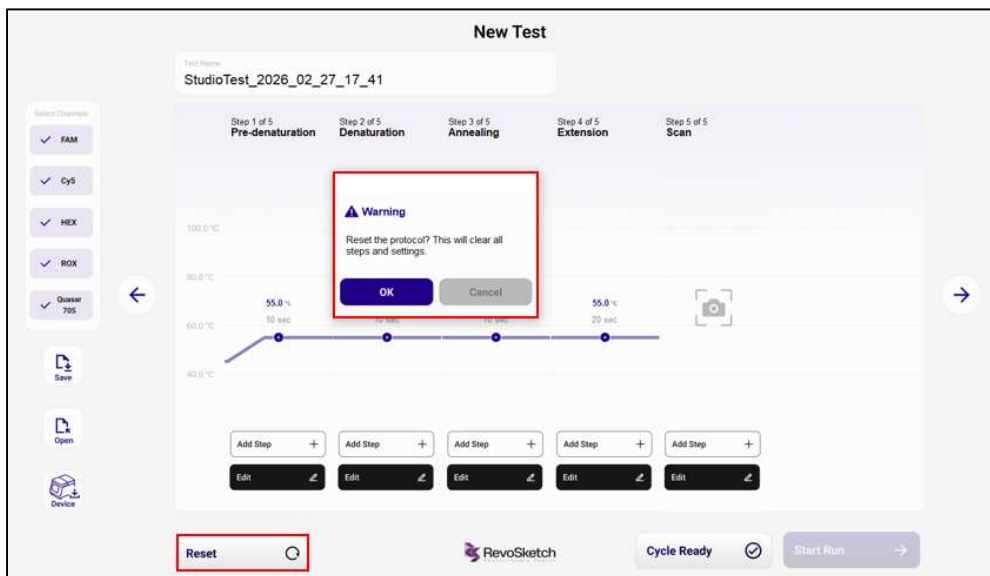 New Test
Test Name
StudioTest_2026_02_27_17_41
Select Channels
FAM
Cy5
HEX
ROX
Quasar
705
Save
Open
Device
Step 1 of 5
Pre-denaturation
Step 2 of 5
Denaturation
Step 3 of 5
Annealing
Step 4 of 5
Extension
Step 5 of 5
Scan
100.0 °C
80.0 °C
60.0 °C
40.0 °C
Warning
Reset the protocol? This will clear all
steps and settings.
OK
Cancel
55.0 °C
10 sec
10 sec
10 sec
55.0 °C
20 sec
Add Step
Add Step
Add Step
Add Step
Add Step
Edit
Edit
Edit
Edit
Edit
Reset
RevoSketch
Cycle Ready
Start Run